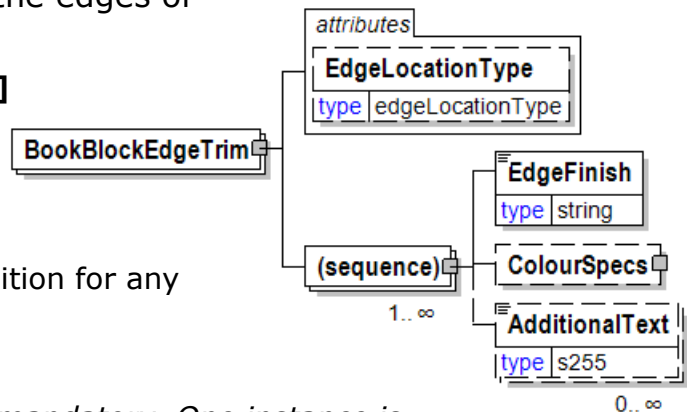 the edges or
]
attributes
EdgeLocationType
type edgeLocationType
BookBlockEdgeTrim
EdgeFinish
type string
(sequence)
1.. ∞
ColourSpecs
ition for any
AdditionalText
type s255
0.. ∞
mandatory. One instance is